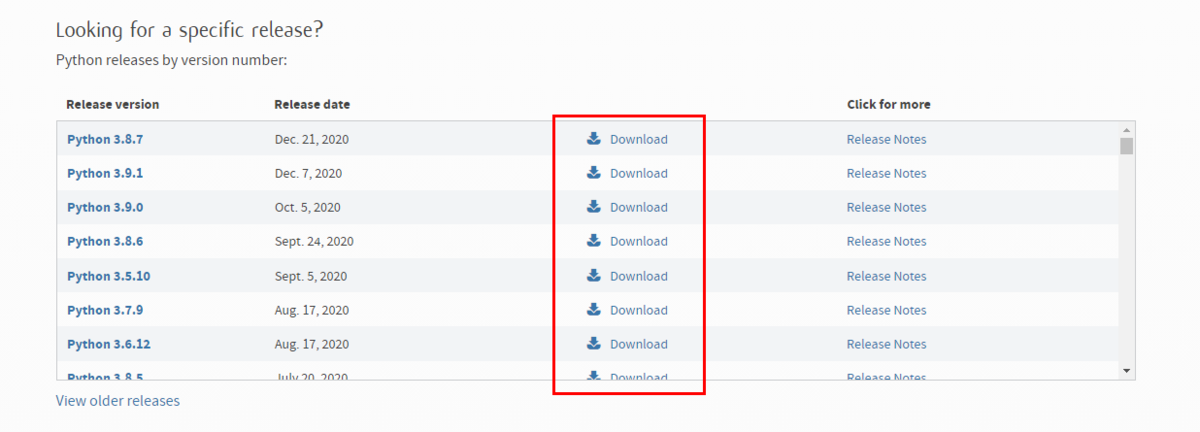 Looking for a specific release?
Python releases by version number:
Release version Release date Click for more
Python 3.8.7 Dec. 21, 2020 Download Release Notes
Python 3.9.1 Dec. 7, 2020 Download Release Notes
Python 3.9.0 Oct. 5, 2020 Download Release Notes
Python 3.8.6 Sept. 24, 2020 Download Release Notes
Python 3.5.10 Sept. 5, 2020 Download Release Notes
Python 3.7.9 Aug. 17, 2020 Download Release Notes
Python 3.6.12 Aug. 17, 2020 Download Release Notes
Python 3.8.5 July 20, 2020 Download Release Notes
View older releases